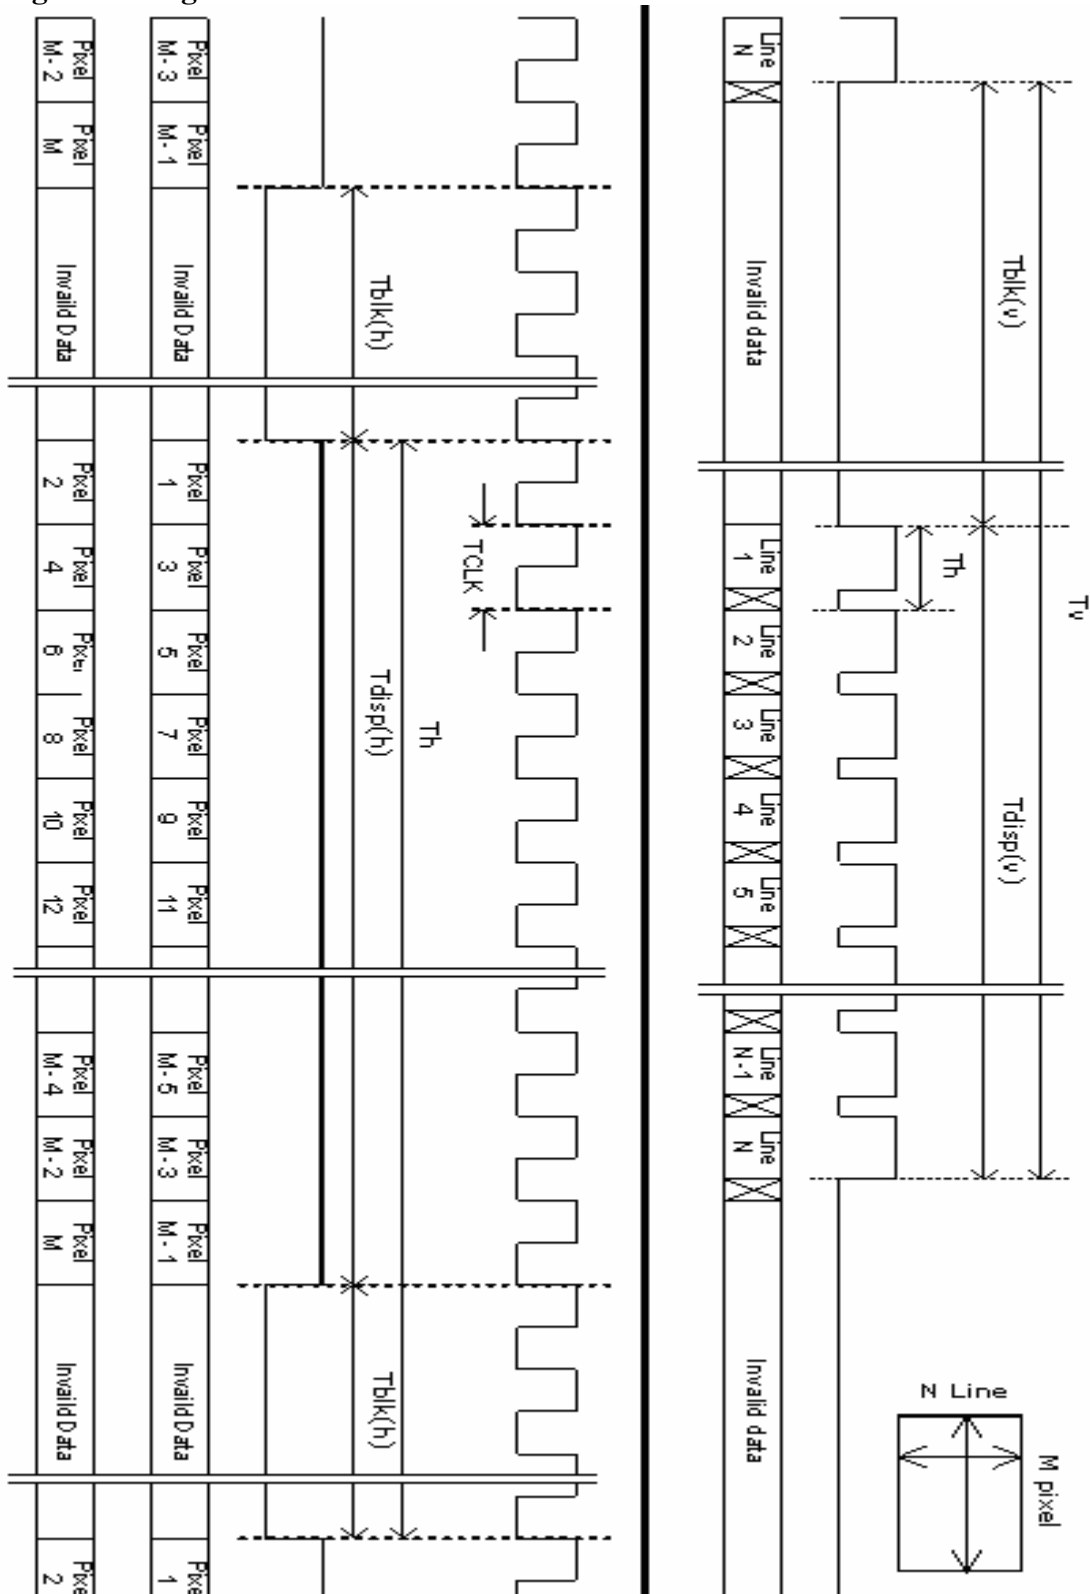 Tv
Tblk(v)
Tdisp(v)
M pixel
N Line
Th
Line
N
Invalid data
Line
1
Line
2
Line
3
Line
4
Line
5
Line
N-1
Line
N
Invalid data
TCLK
Th
Tblk(h)
Tdisp(h)
Tblk(h)
Pixel
M-3
Pixel
M-1
Invaild Data
Pixel
1
Pixel
3
Pixel
5
Pixel
7
Pixel
9
Pixel
11
Pixel
M-5
Pixel
M-3
Pixel
M-1
Invaild Data
Pixel
1
Pixel
M-2
Pixel
M
Invaild Data
Pixel
2
Pixel
4
Pixel
6
Pixel
8
Pixel
10
Pixel
12
Pixel
M-4
Pixel
M-2
Pixel
M
Invaild Data
Pixel
2